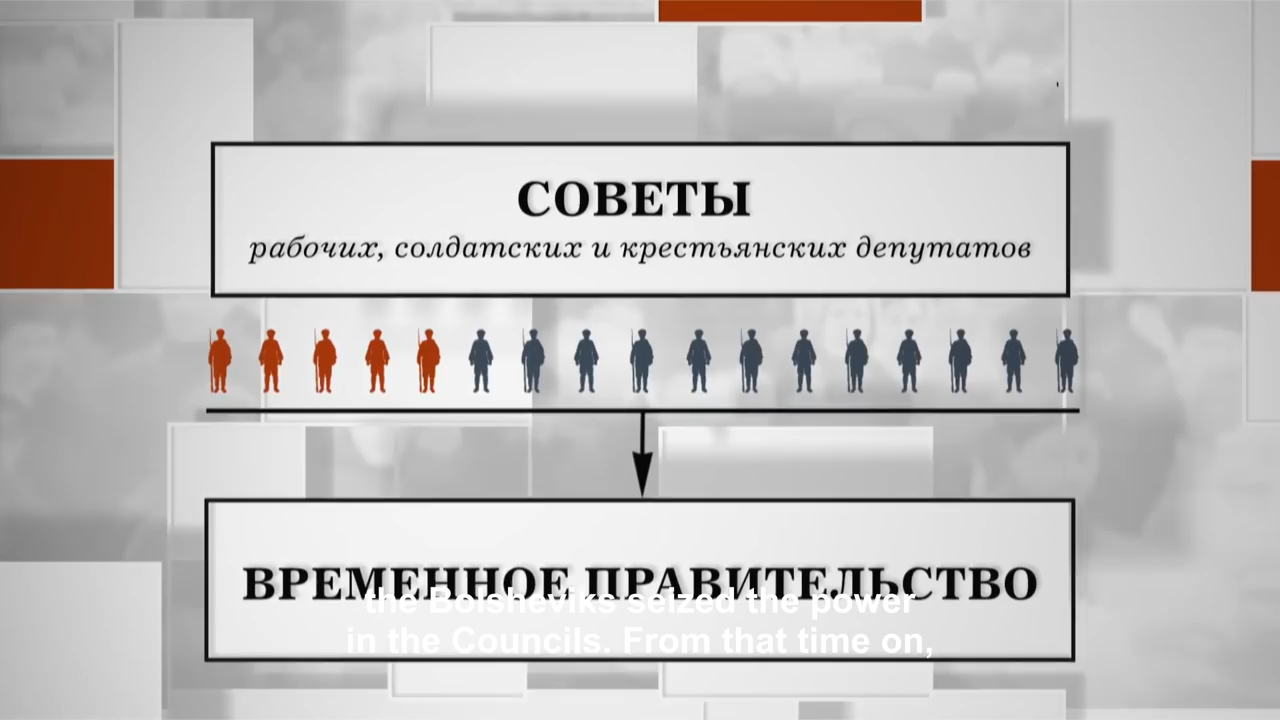 СОВЕТЫ
рабочих, солдатских и крестьянских депутатов
ВРЕМЕННОЕ ПРАВИТЕЛЬСТВО
the Bolsheviks seized the power
in the Councils. From that time on,